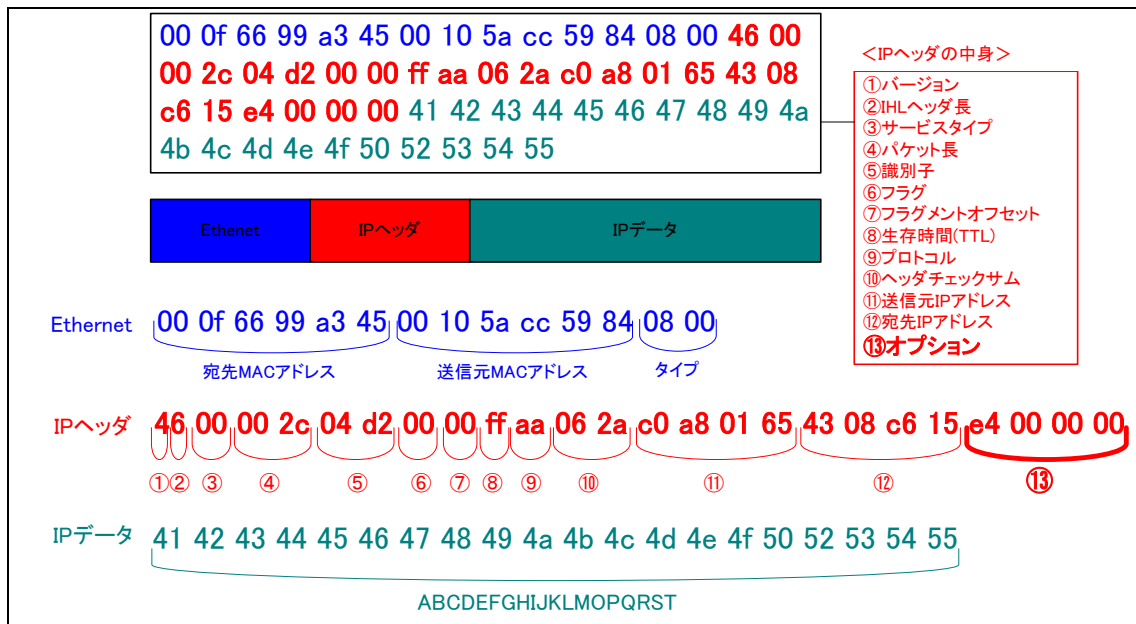 00 0f 66 99 a3 45 00 10 5a cc 59 84 08 00 46 00
00 2c 04 d2 00 00 ff aa 06 2a c0 a8 01 65 43 08
c6 15 e4 00 00 00 41 42 43 44 45 46 47 48 49 4a
4b 4c 4d 4e 4f 50 52 53 54 55
<IPヘッダの中身>
①バージョン
②IHLヘッダ長
③サービスタイプ
④パケット長
⑤識別子
⑥フラグ
⑦フラグメントオフセット
⑧生存時間(TTL)
⑨プロトコル
⑩ヘッダチェックサム
⑪送信元IPアドレス
⑫宛先IPアドレス
⑬オプション
Ethenet IPヘッダ IPデータ
Ethernet 00 0f 66 99 a3 45 00 10 5a cc 59 84 08 00
宛先MACアドレス 送信元MACアドレス タイプ
IPヘッダ 46 00 00 2c 04 d2 00 00 ff aa 06 2a c0 a8 01 65 43 08 c6 15 e4 00 00 00
① ② ③ ④ ⑤ ⑥ ⑦ ⑧ ⑨ ⑩ ⑪ ⑫ ⑬
IPデータ 41 42 43 44 45 46 47 48 49 4a 4b 4c 4d 4e 4f 50 52 53 54 55
ABCDEFGHIJKLMOPQRST